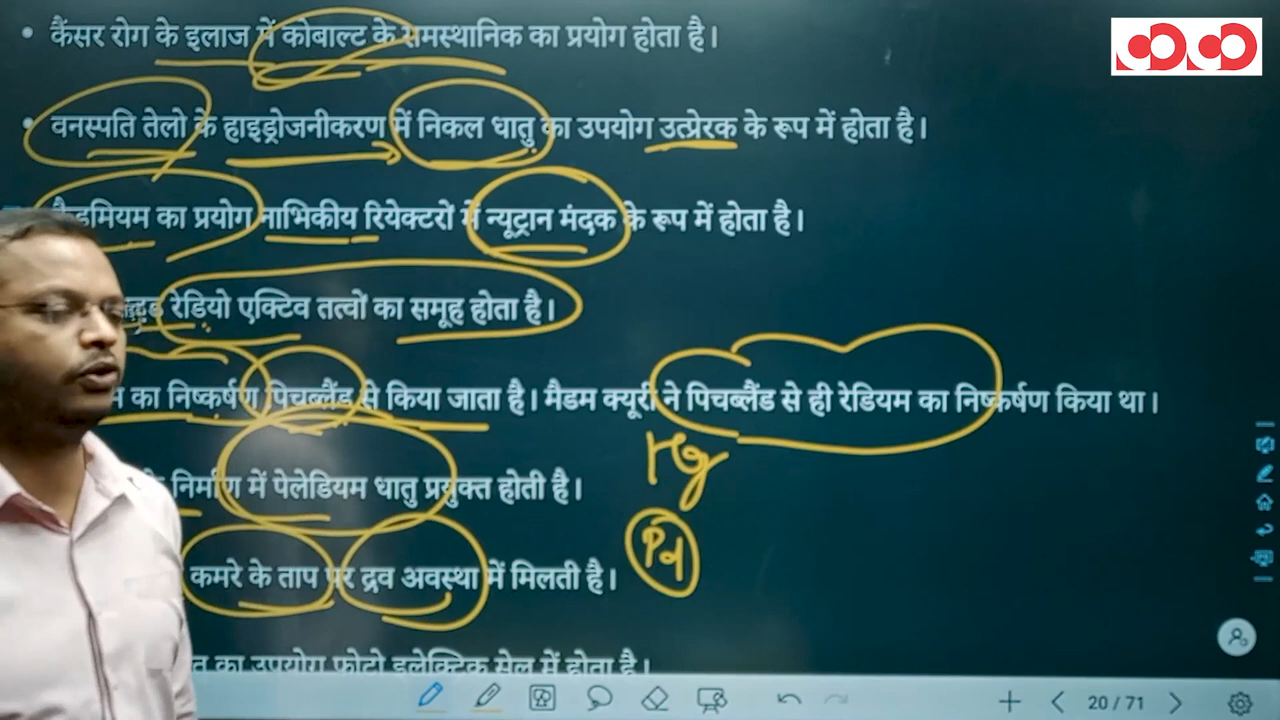 कैंसर रोग के इलाज में कोबाल्ट के समस्थानिक का प्रयोग होता है।
वनस्पति तेलो के हाइड्रोजनीकरण में निकल धातु का उपयोग उत्प्रेरक के रूप में होता है।
का प्रयोग नाभिकीय रियेक्टरों में न्यूट्रान मंदक के रूप में होता है।
रेडियो एक्टिव तत्वों का समूह होता है।
का निष्कर्षण पिचब्लैंड से किया जाता है। मैडम क्यूरी ने पिचब्लैंड से ही रेडियम का निष्कर्षण किया था।
Hg
निर्माण में पेलेडियम धातु प्रयुक्त होती है।
Pd
कमरे के ताप पर द्रव अवस्था में मिलती है।
का उपयोग फोटो इलेक्ट्रिक सेल में होता है।
20 / 71